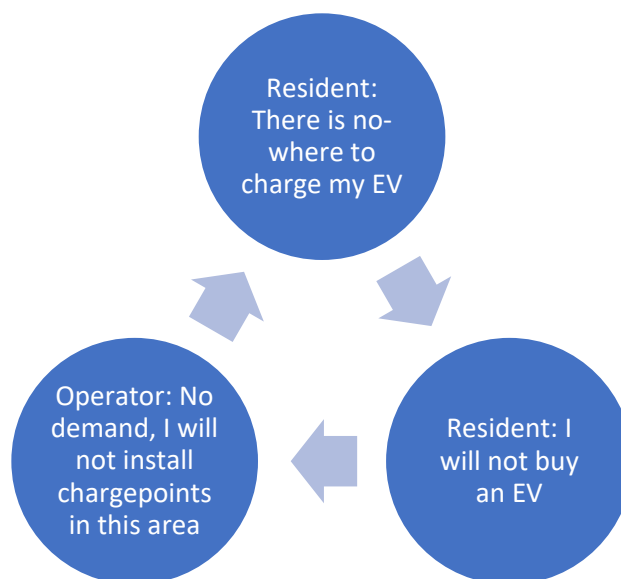 Resident:
There is no-
where to
charge my EV
Operator: No
demand, I will
not install
chargepoints
in this area
Resident: I
will not buy
an EV